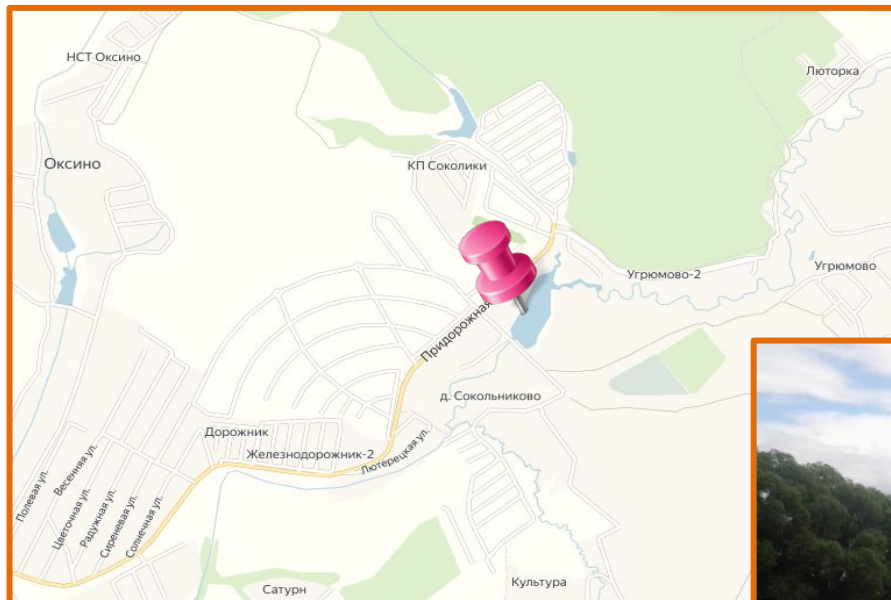 НСТ Оксино
Люторка
Оксино
КП Соколики
Угрюмово-2
Угрюмово
Придорожная
д. Сокольниково
Дорожник
Железнодорожник-2
Лютерецкая ул.
Полевая ул.
Весенняя ул.
Цветочная ул.
Радужная ул.
Сиреневая ул.
Солнечная ул.
Сатурн
Культура